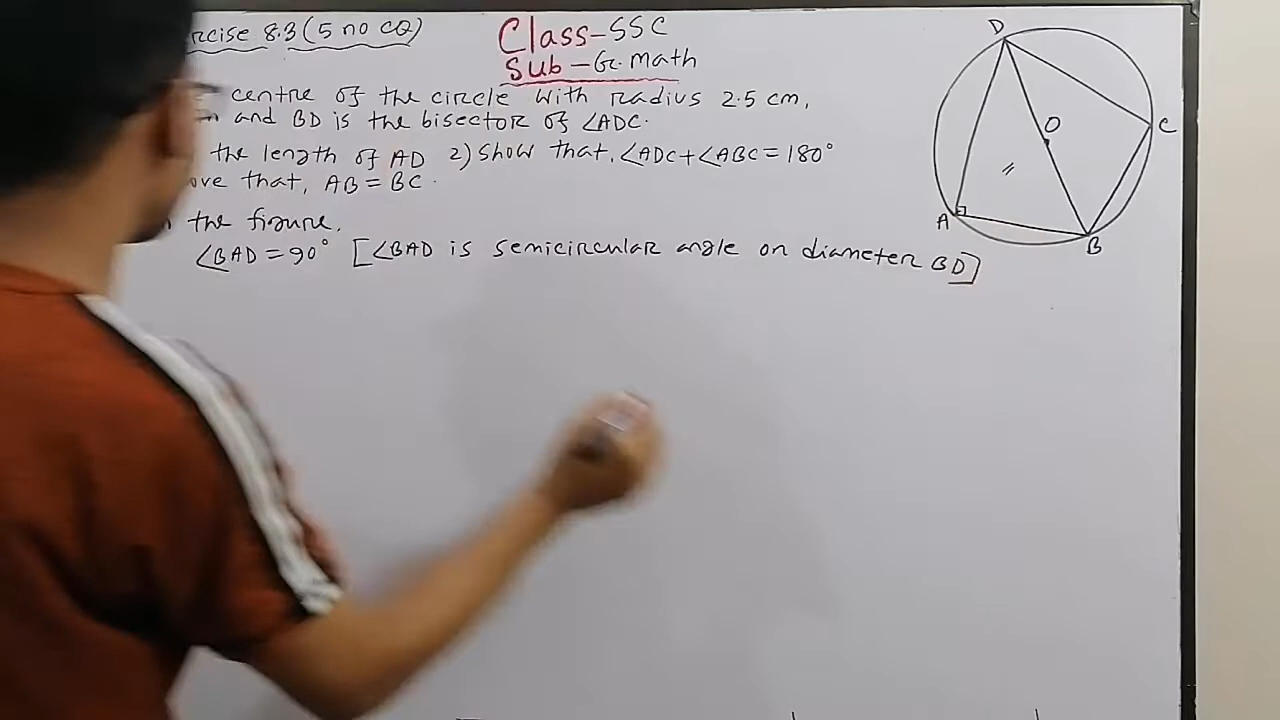 rcise 8.3 (5 no CQ)
Class-SSC
Sub-G. Math
centre of the circle with radius 2.5 cm,
and BD is the bisector of ∠ADC.
the length of AD 2) Show that, ∠ADC+∠ABC=180°
ove that, AB=BC.
the figure,
∠BAD=90° [∠BAD is semicircular angle on diameter BD]
D
O
C
A
B